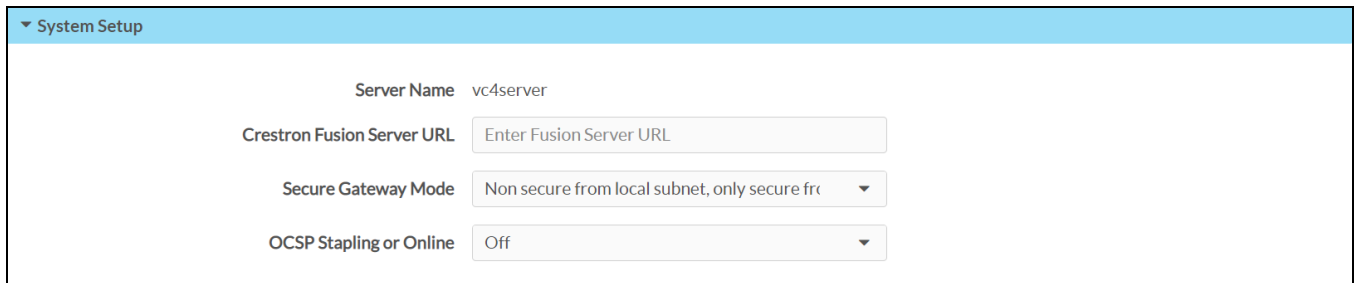 System Setup
Server Name vc4server
Crestron Fusion Server URL Enter Fusion Server URL
Secure Gateway Mode Non secure from local subnet, only secure fro
OCSP Stapling or Online Off